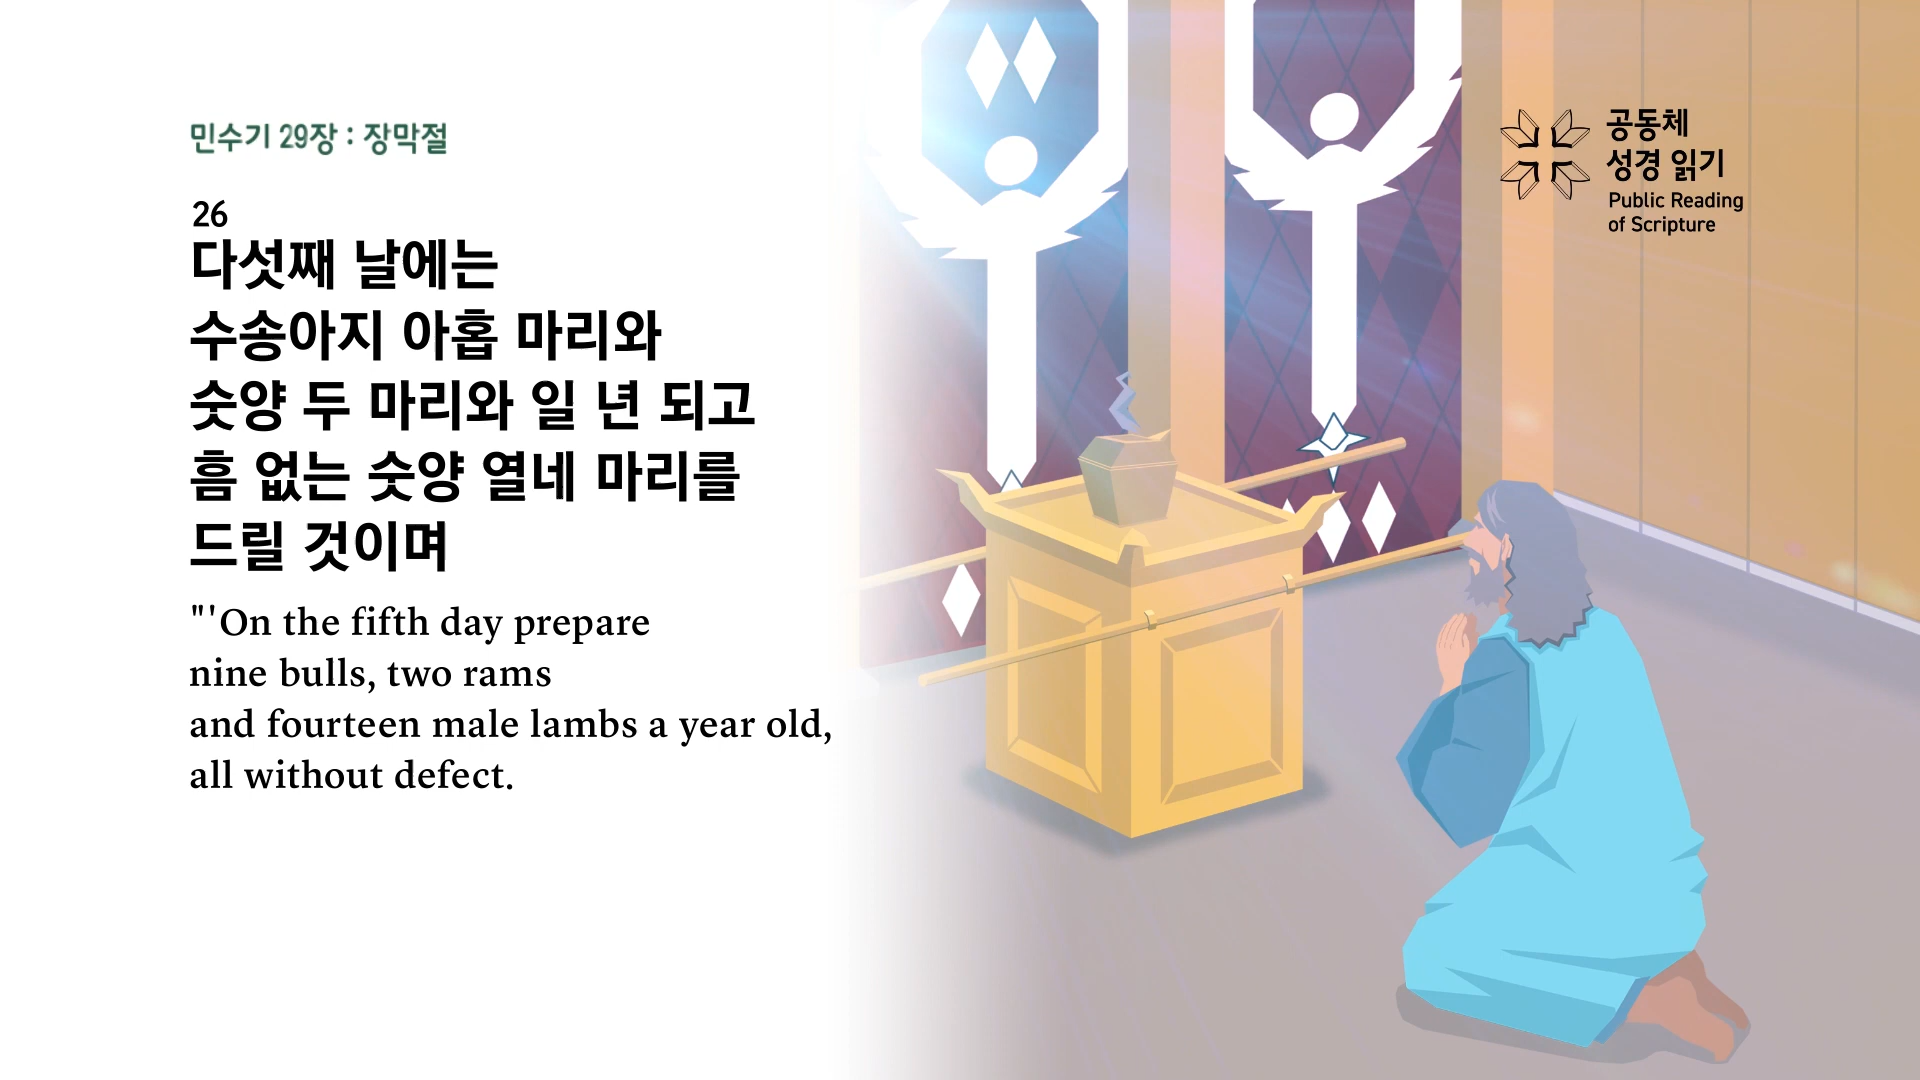 민수기 29장 : 장막절
26
다섯째 날에는
수송아지 아홉 마리와
숫양 두 마리와 일 년 되고
흠 없는 숫양 열네 마리를
드릴 것이며
"'On the fifth day prepare
nine bulls, two rams
and fourteen male lambs a year old,
all without defect.
공동체
성경 읽기
Public Reading
of Scripture